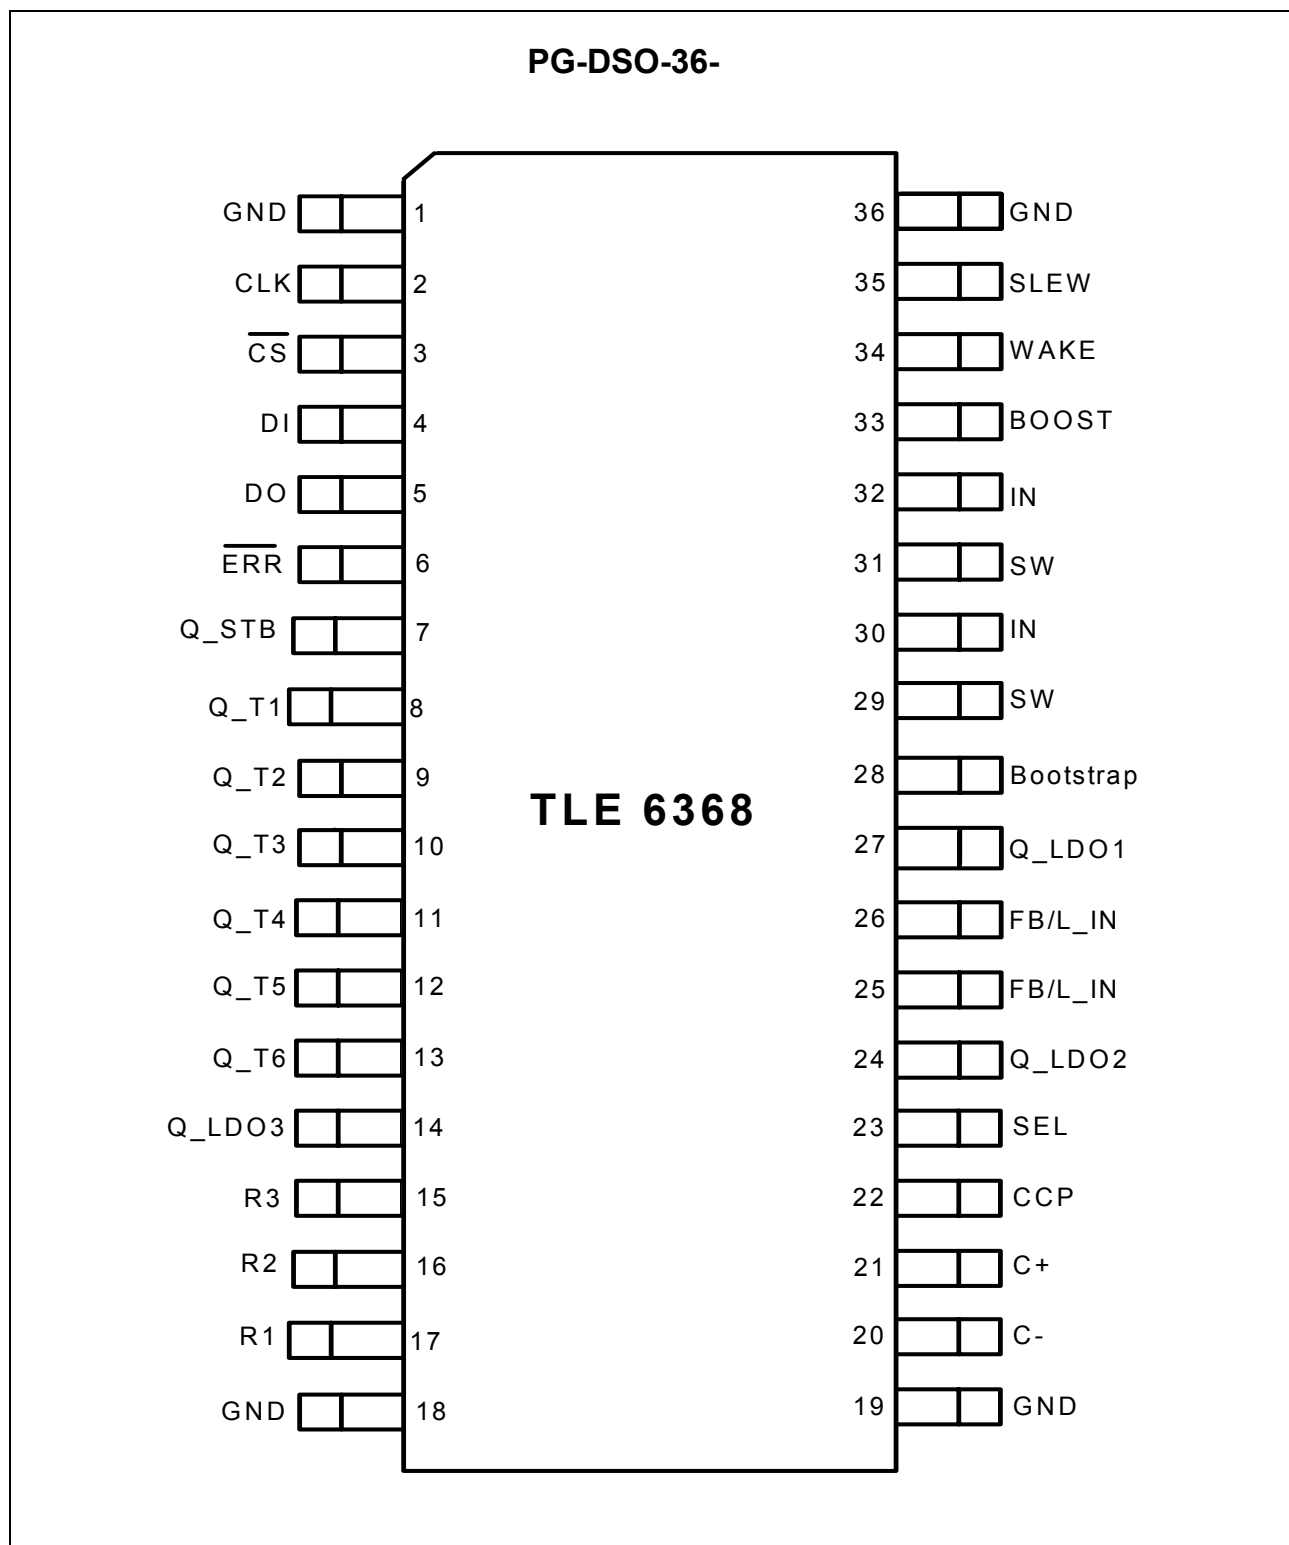 PG-DSO-36-
GND 1 36 GND
CLK 2 35 SLEW
C̅S̅ 3 34 WAKE
DI 4 33 BOOST
DO 5 32 IN
E̅R̅R̅ 6 31 SW
Q_STB 7 30 IN
Q_T1 8 29 SW
Q_T2 9 28 Bootstrap
TLE 6368
Q_T3 10 27 Q_LDO1
Q_T4 11 26 FB/L_IN
Q_T5 12 25 FB/L_IN
Q_T6 13 24 Q_LDO2
Q_LDO3 14 23 SEL
R3 15 22 CCP
R2 16 21 C+
R1 17 20 C-
GND 18 19 GND